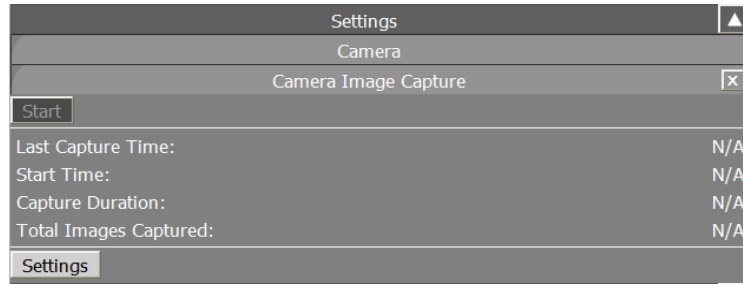 Settings
Camera
Camera Image Capture
Start
Last Capture Time: N/A
Start Time: N/A
Capture Duration: N/A
Total Images Captured: N/A
Settings